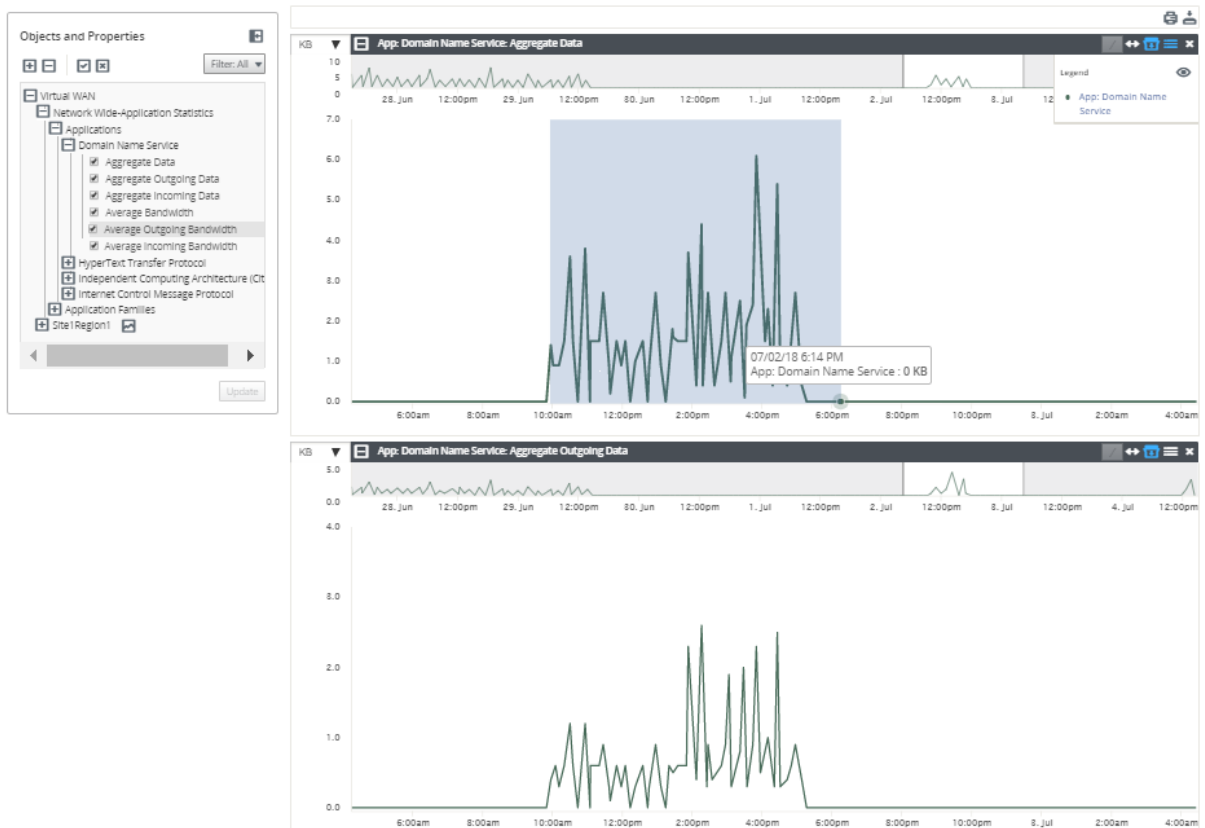 Objects and Properties
Filter: All
Virtual WAN
Network Wide-Application Statistics
Applications
Domain Name Service
Aggregate Data
Aggregate Outgoing Data
Aggregate Incoming Data
Average Bandwidth
Average Outgoing Bandwidth
Average Incoming Bandwidth
HyperText Transfer Protocol
Independent Computing Architecture (Cit
Internet Control Message Protocol
Application Families
Site1Region1
Update
KB App: Domain Name Service: Aggregate Data
10
5
0
28. Jun 12:00pm 29. Jun 12:00pm 30. Jun 12:00pm 1. Jul 12:00pm 2. Jul 12:00pm 3. Jul 12
Legend
App: Domain Name
Service
7.0
6.0
5.0
4.0
3.0
2.0
1.0
0.0
07/02/18 6:14 PM
App: Domain Name Service : 0 KB
6:00am 8:00am 10:00am 12:00pm 2:00pm 4:00pm 6:00pm 8:00pm 10:00pm 3. Jul 2:00am 4:00am
KB App: Domain Name Service: Aggregate Outgoing Data
5.0
0.0
28. Jun 12:00pm 29. Jun 12:00pm 30. Jun 12:00pm 1. Jul 12:00pm 2. Jul 12:00pm 3. Jul 12:00pm 4. Jul 12:00pm
4.0
3.0
2.0
1.0
0.0
6:00am 8:00am 10:00am 12:00pm 2:00pm 4:00pm 6:00pm 8:00pm 10:00pm 3. Jul 2:00am 4:00am